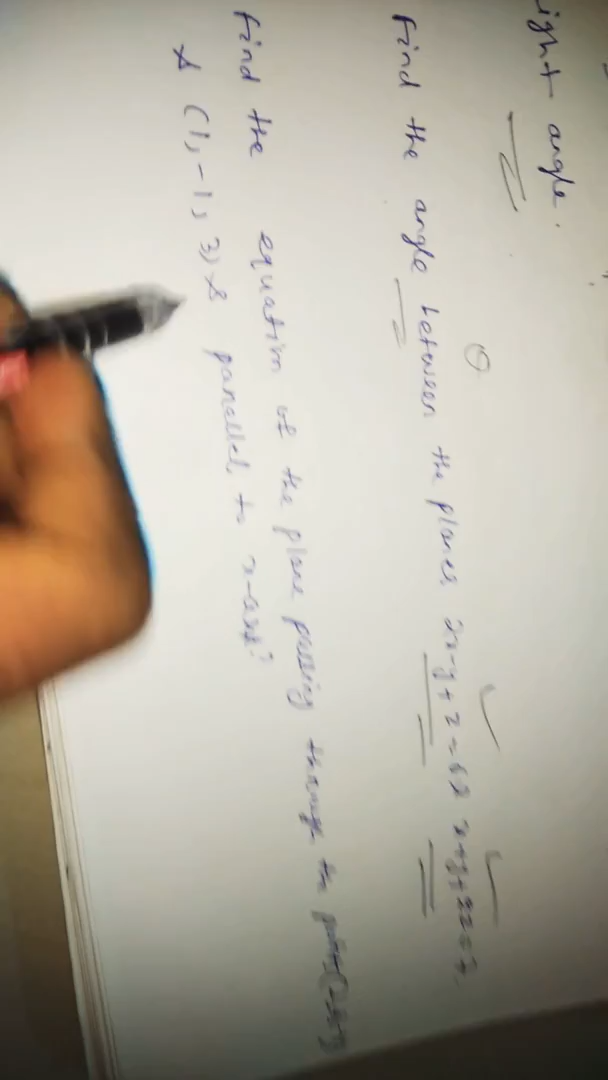 ight angle.
Find the angle between the planes 2x-y+z=6 & x+y+2z=7.
Find the equation of the plane passing through the
& (1, -1, 3) & parallel to x-axis?